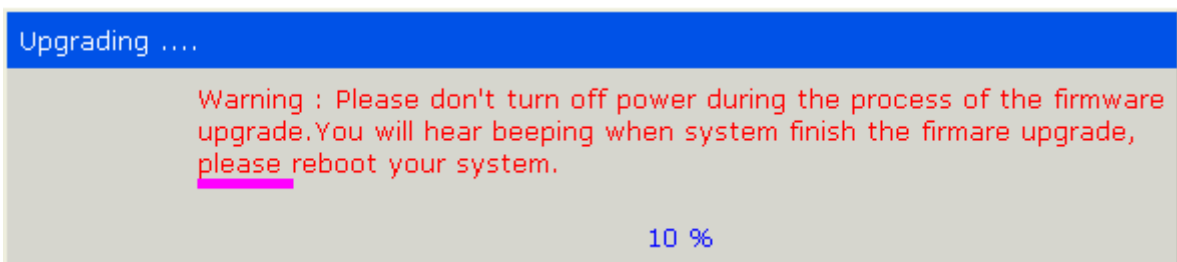 Upgrading ....
Warning : Please don't turn off power during the process of the firmware
upgrade.You will hear beeping when system finish the firmare upgrade,
please reboot your system.
10 %